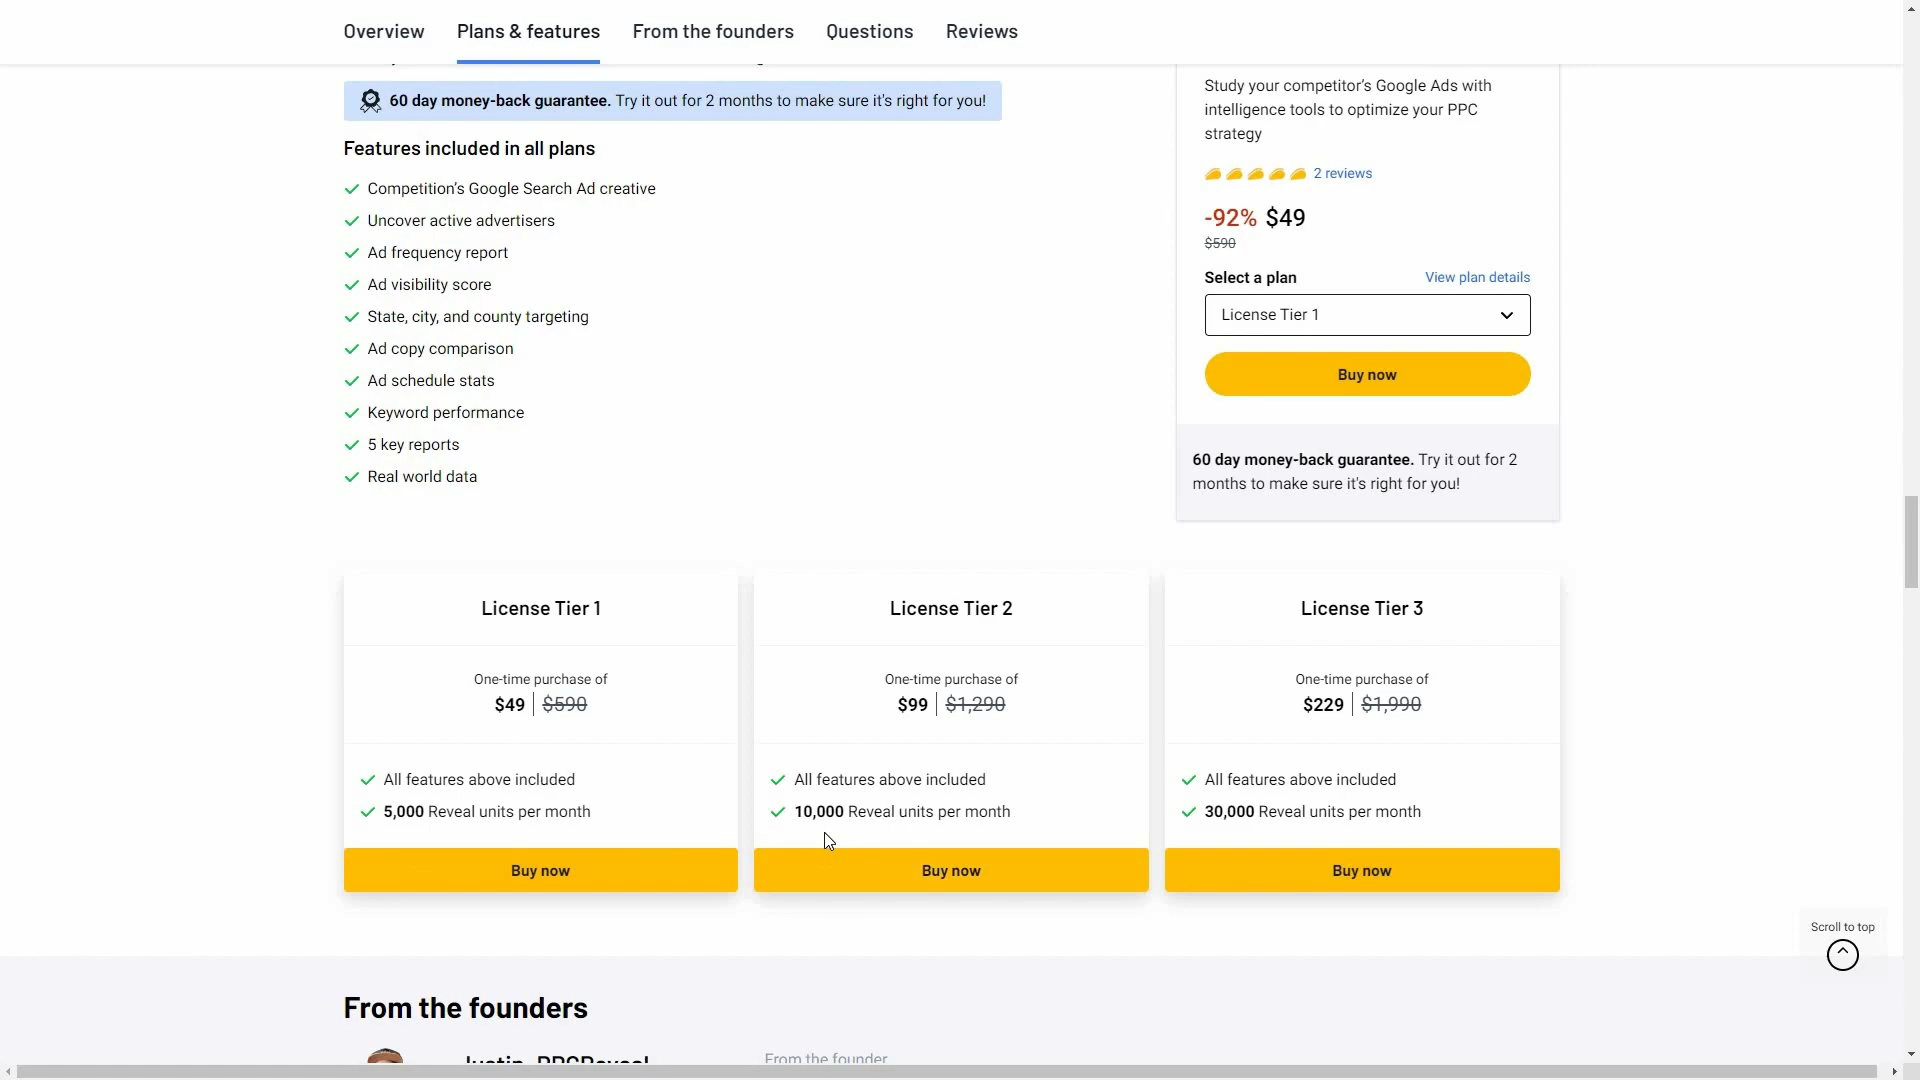 Overview Plans & features From the founders Questions Reviews
60 day money-back guarantee. Try it out for 2 months to make sure it's right for you!
Features included in all plans
Competition's Google Search Ad creative
Uncover active advertisers
Ad frequency report
Ad visibility score
State, city, and county targeting
Ad copy comparison
Ad schedule stats
Keyword performance
5 key reports
Real world data
Study your competitor's Google Ads with
intelligence tools to optimize your PPC
strategy
2 reviews
-92% $49
$590
Select a plan View plan details
License Tier 1
Buy now
60 day money-back guarantee. Try it out for 2
months to make sure it's right for you!
License Tier 1
One-time purchase of
$49 $590
All features above included
5,000 Reveal units per month
Buy now
License Tier 2
One-time purchase of
$99 $1,290
All features above included
10,000 Reveal units per month
Buy now
License Tier 3
One-time purchase of
$229 $1,990
All features above included
30,000 Reveal units per month
Buy now
Scroll to top
From the founders
Justin_PPCReveal
From the founder